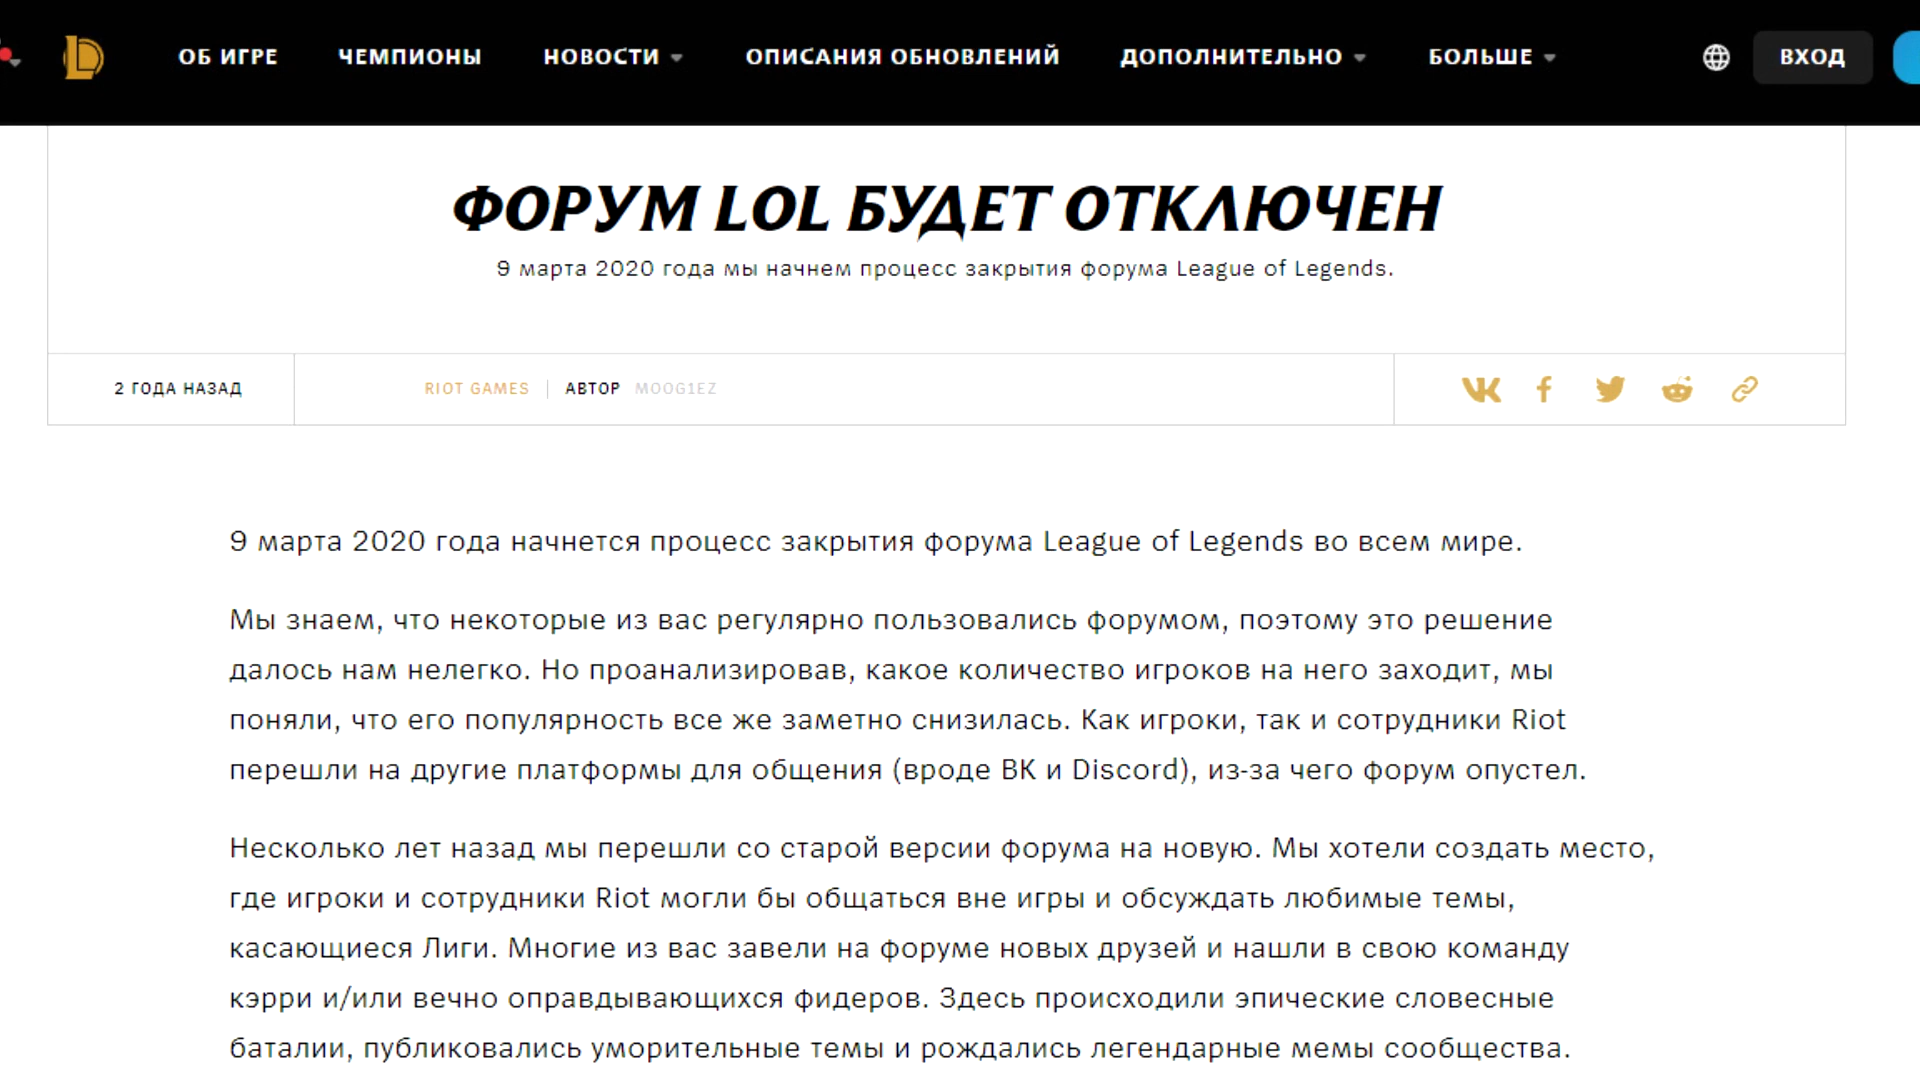 ОБ ИГРЕ ЧЕМПИОНЫ НОВОСТИ ОПИСАНИЯ ОБНОВЛЕНИЙ ДОПОЛНИТЕЛЬНО БОЛЬШЕ ВХОД
ФОРУМ LOL БУДЕТ ОТКЛЮЧЕН
9 марта 2020 года мы начнем процесс закрытия форума League of Legends.
2 ГОДА НАЗАД RIOT GAMES АВТОР MOOG1EZ
9 марта 2020 года начнется процесс закрытия форума League of Legends во всем мире.
Мы знаем, что некоторые из вас регулярно пользовались форумом, поэтому это решение
далось нам нелегко. Но проанализировав, какое количество игроков на него заходит, мы
поняли, что его популярность все же заметно снизилась. Как игроки, так и сотрудники Riot
перешли на другие платформы для общения (вроде ВК и Discord), из-за чего форум опустел.
Несколько лет назад мы перешли со старой версии форума на новую. Мы хотели создать место,
где игроки и сотрудники Riot могли бы общаться вне игры и обсуждать любимые темы,
касающиеся Лиги. Многие из вас завели на форуме новых друзей и нашли в свою команду
кэрри и/или вечно оправдывающихся фидеров. Здесь происходили эпические словесные
баталии, публиковались уморительные темы и рождались легендарные мемы сообщества.